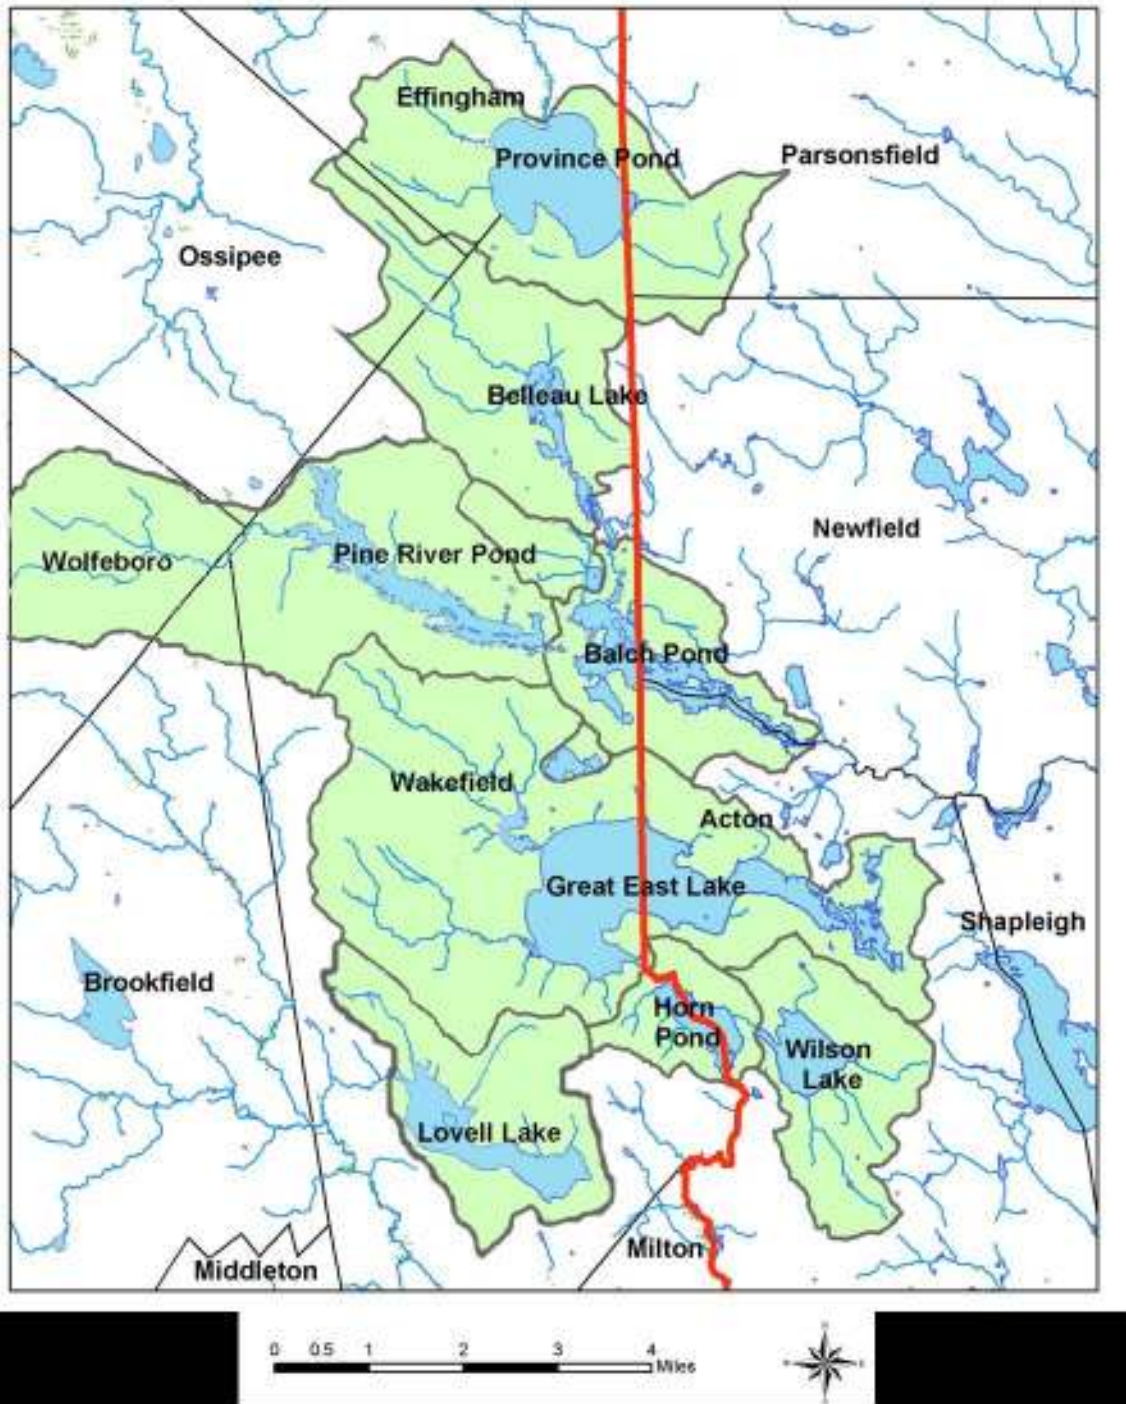 Effingham
Province Pond
Parsonsfield
Ossipee
Belleau Lake
Newfield
Pine River Pond
Wolfeboro
Balch Pond
Wakefield
Acton
Great East Lake
Shapleigh
Brookfield
Horn
Pond
Wilson
Lake
Lovell Lake
Milton
Middleton
0 0.5 1 2 3 4
Miles